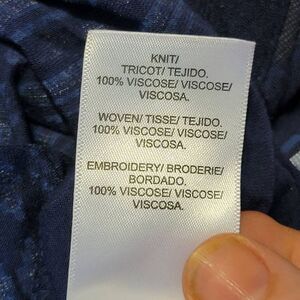 KNIT/
TRICOT/ TEJIDO.
100% VISCOSE/ VISCOSE/
VISCOSA.
WOVEN/ TISSE/ TEJIDO.
100% VISCOSE/ VISCOSE/
VISCOSA.
EMBROIDERY/ BRODERIE/
BORDADO.
100% VISCOSE/ VISCOSE/
VISCOSA.